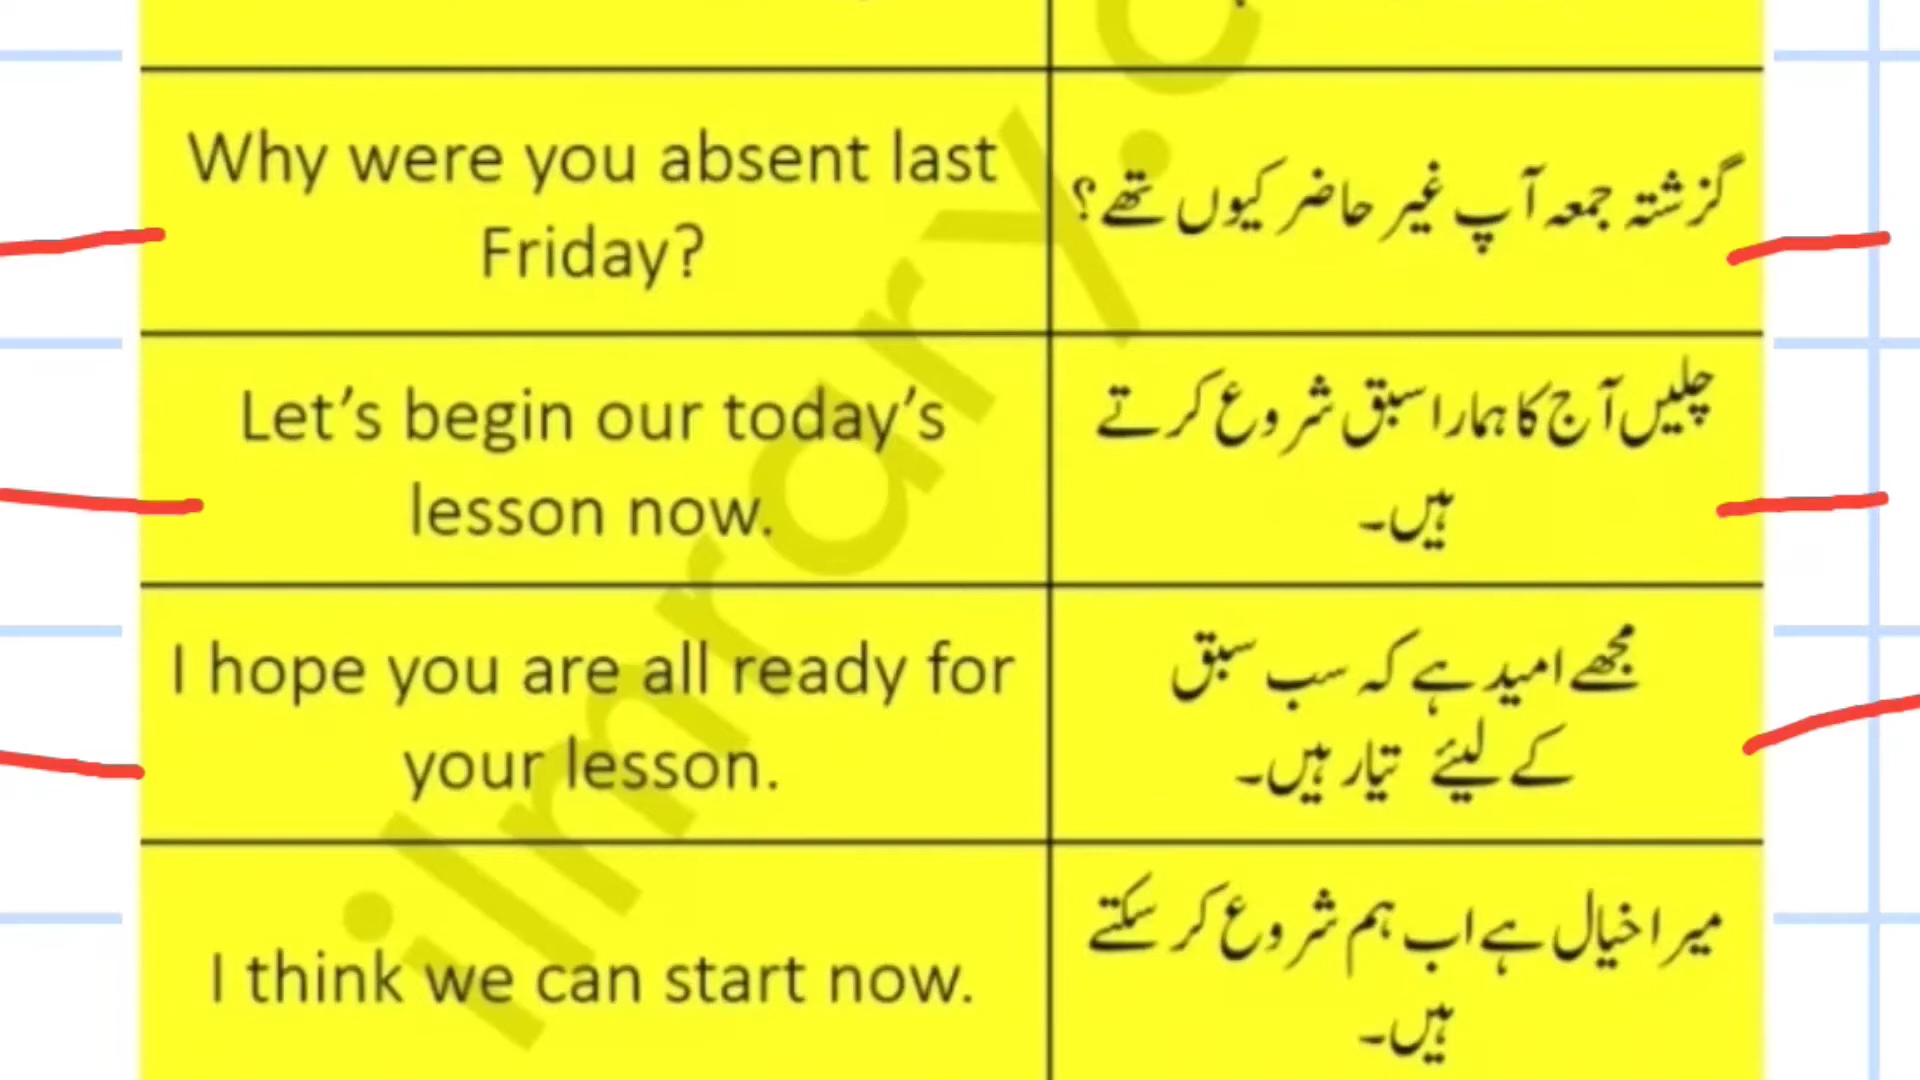 Why were you absent last
Friday?
گزشتہ جمعہ آپ غیر حاضر کیوں تھے؟
Let's begin our today's
lesson now.
چلیں آج کا ہمارا سبق شروع کرتے
ہیں۔
I hope you are all ready for
your lesson.
مجھے امید ہے کہ سب سبق
کے لیئے تیار ہیں۔
I think we can start now.
میرا خیال ہے اب ہم شروع کر سکتے
ہیں۔
ilmrary.c